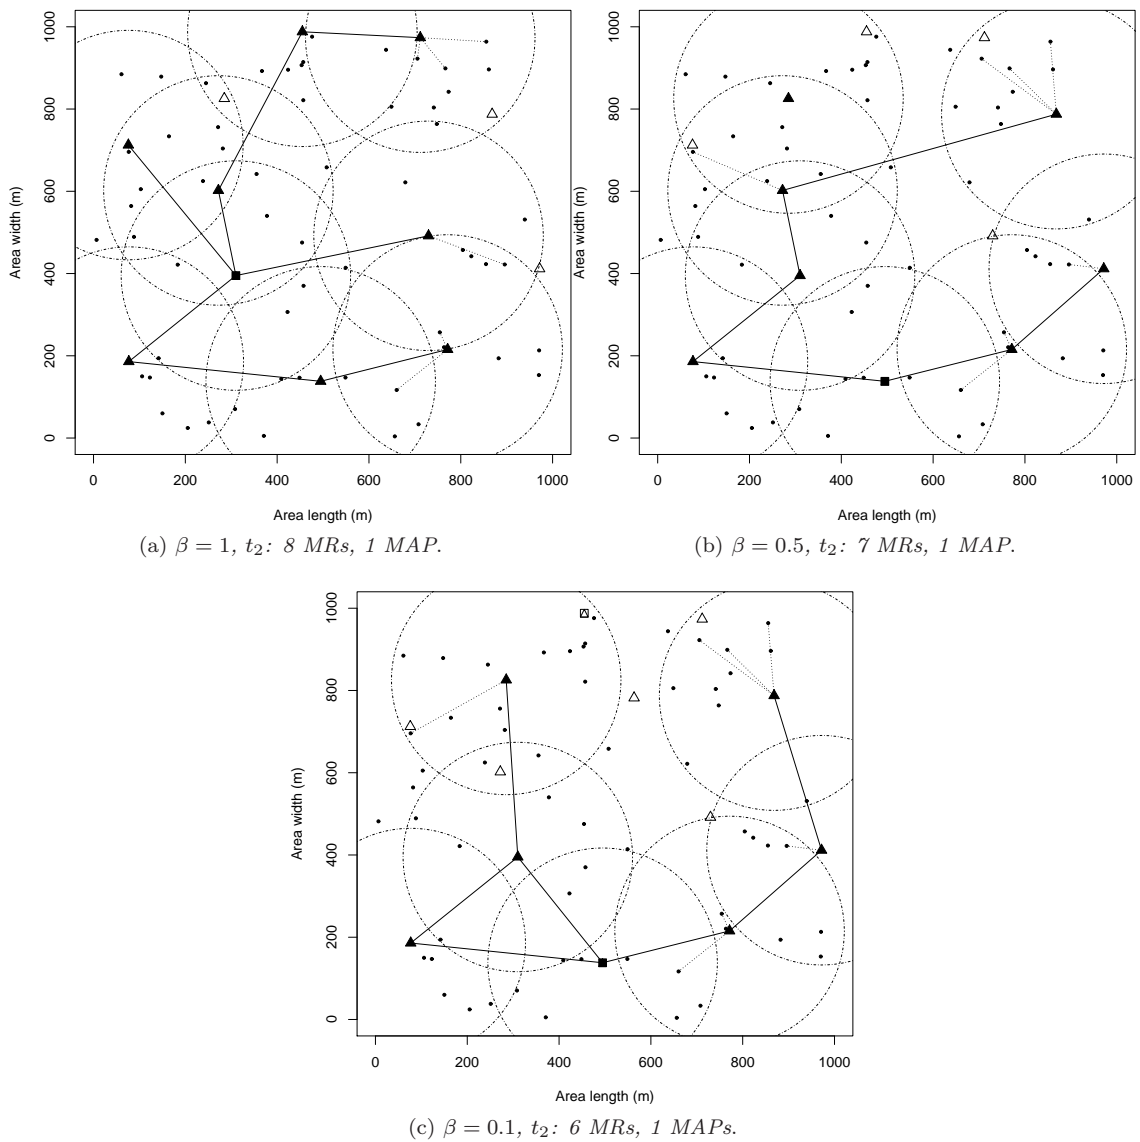 1000
800
600
400
200
0
Area width (m)
0 200 400 600 800 1000
Area length (m)
(a) β = 1, t₂: 8 MRs, 1 MAP.
1000
800
600
400
200
0
Area width (m)
0 200 400 600 800 1000
Area length (m)
(b) β = 0.5, t₂: 7 MRs, 1 MAP.
1000
800
600
400
200
0
Area width (m)
0 200 400 600 800 1000
Area length (m)
(c) β = 0.1, t₂: 6 MRs, 1 MAPs.